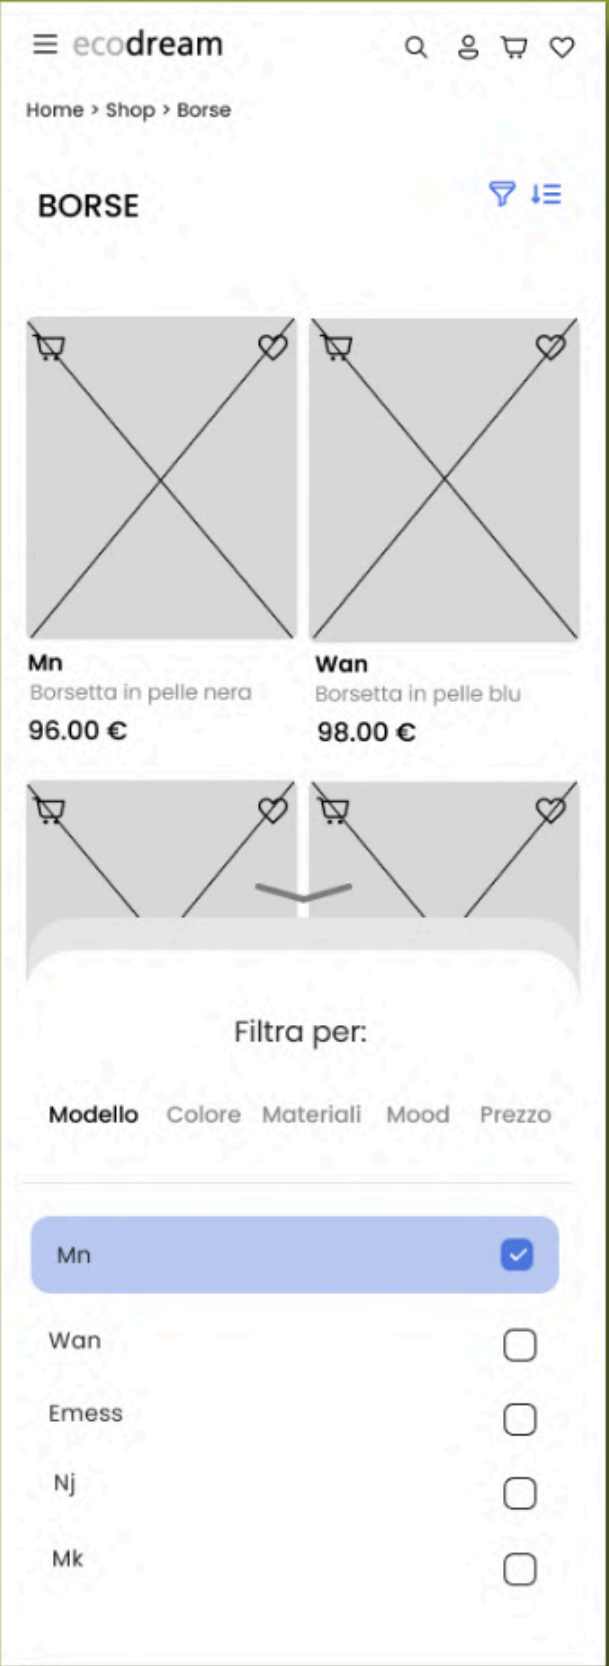 ecodream
Home > Shop > Borse
BORSE
Mn
Borsetta in pelle nera
96.00 €
Wan
Borsetta in pelle blu
98.00 €
Filtra per:
Modello Colore Materiali Mood Prezzo
Mn
Wan
Emess
Nj
Mk